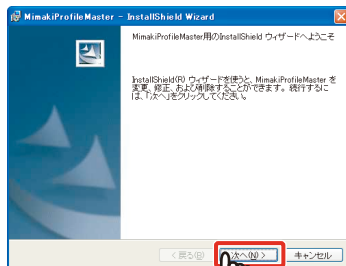 MimakiProfileMaster - InstallShield Wizard
MimakiProfileMaster用のInstallShield ウィザードへようこそ
InstallShield(R) ウィザードを使うと、MimakiProfileMaster を
変更、修正、および削除することができます。続行するに
は、「次へ」をクリックしてください。
< 戻る(B)
次へ(N) >
キャンセル